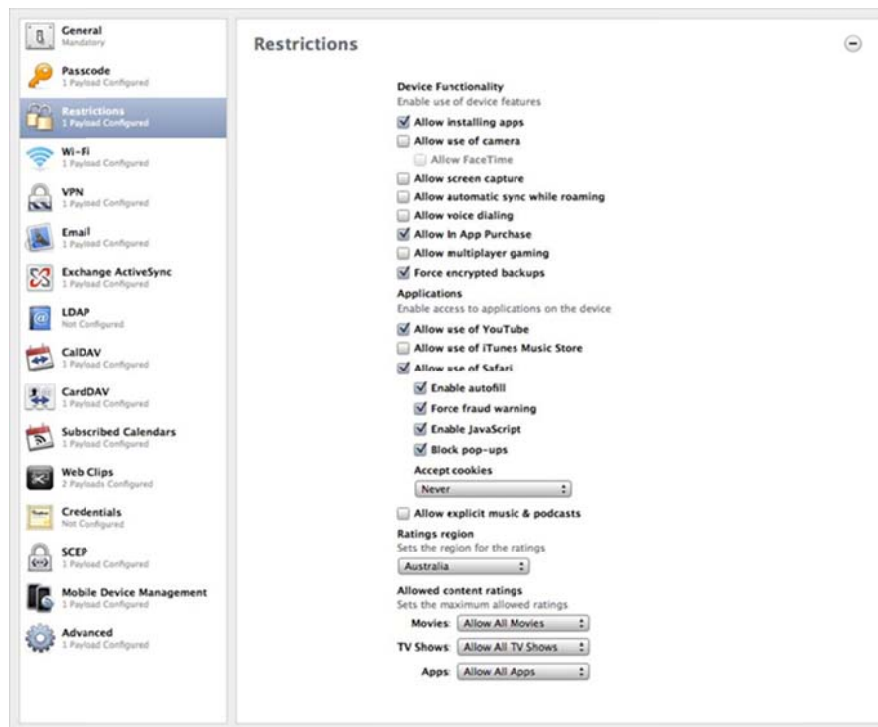 General
Mandatory
Passcode
1 Payload Configured
Restrictions
1 Payload Configured
Wi-Fi
1 Payload Configured
VPN
1 Payload Configured
Email
1 Payload Configured
Exchange ActiveSync
1 Payload Configured
LDAP
Not Configured
CalDAV
1 Payload Configured
CardDAV
1 Payload Configured
Subscribed Calendars
1 Payload Configured
Web Clips
2 Payloads Configured
Credentials
Not Configured
SCEP
1 Payload Configured
Mobile Device Management
1 Payload Configured
Advanced
1 Payload Configured
Restrictions
Device Functionality
Enable use of device features
Allow installing apps
Allow use of camera
Allow FaceTime
Allow screen capture
Allow automatic sync while roaming
Allow voice dialing
Allow In App Purchase
Allow multiplayer gaming
Force encrypted backups
Applications
Enable access to applications on the device
Allow use of YouTube
Allow use of iTunes Music Store
Allow use of Safari
Enable autofill
Force fraud warning
Enable JavaScript
Block pop-ups
Accept cookies
Never
Allow explicit music & podcasts
Ratings region
Sets the region for the ratings
Australia
Allowed content ratings
Sets the maximum allowed ratings
Movies: Allow All Movies
TV Shows: Allow All TV Shows
Apps: Allow All Apps